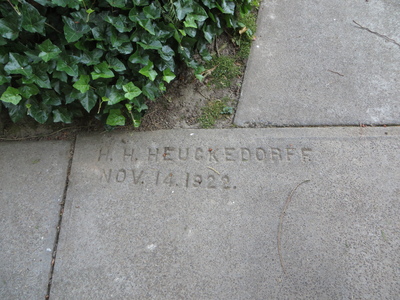 H. H. HEUCKEDORFF.
NOV. 14. 1922.